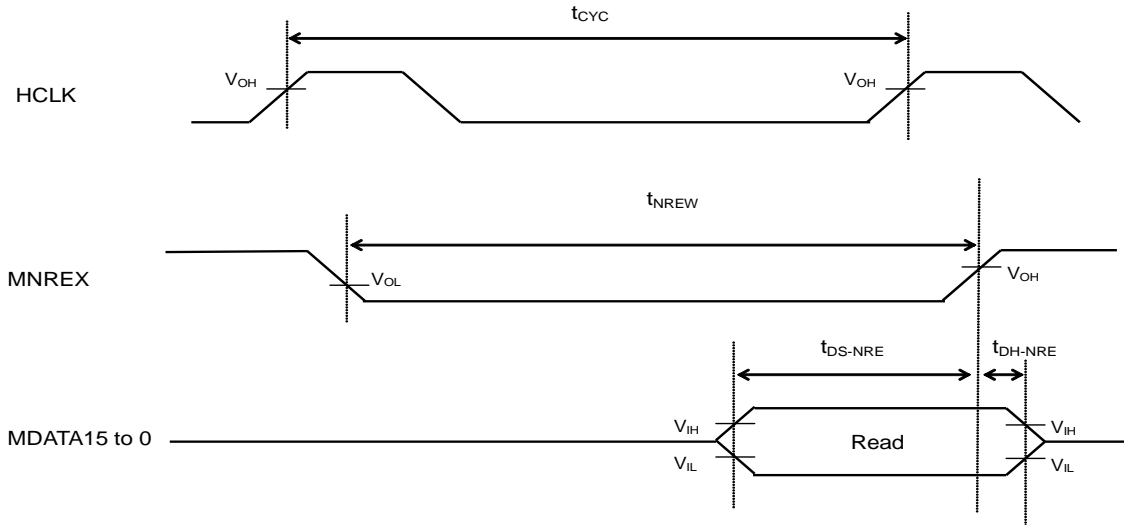 tCYC
VOH
VOH
HCLK
tNREW
MNREX
VOL
VOH
tDS-NRE
tDH-NRE
VIH
VIH
MDATA15 to 0
Read
VIL
VIL